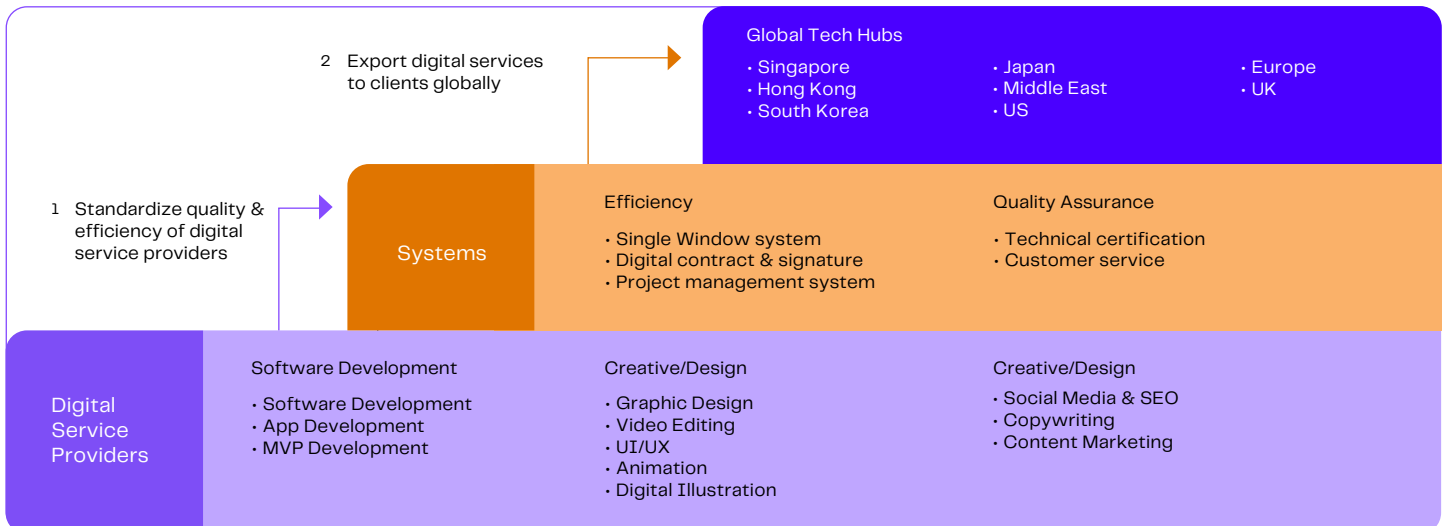 Global Tech Hubs
• Singapore
• Hong Kong
• South Korea
• Japan
• Middle East
• US
• Europe
• UK
2 Export digital services
to clients globally
1 Standardize quality &
efficiency of digital
service providers
Systems
Efficiency
• Single Window system
• Digital contract & signature
• Project management system
Quality Assurance
• Technical certification
• Customer service
Digital
Service
Providers
Software Development
• Software Development
• App Development
• MVP Development
Creative/Design
• Graphic Design
• Video Editing
• UI/UX
• Animation
• Digital Illustration
Creative/Design
• Social Media & SEO
• Copywriting
• Content Marketing